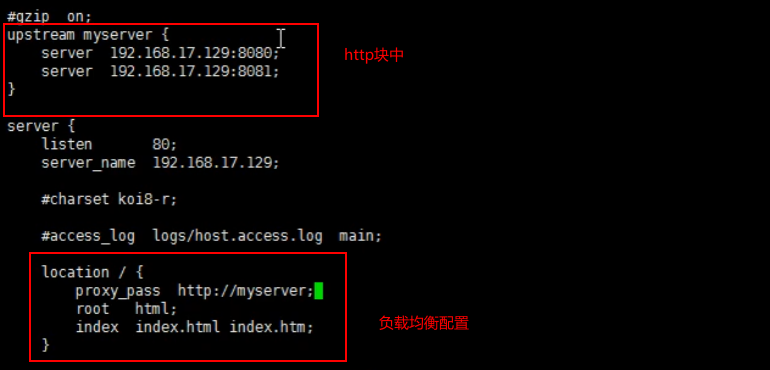 #gzip  on;
upstream myserver {
    server  192.168.17.129:8080;
    server  192.168.17.129:8081;
}
http块中
server {
    listen       80;
    server_name  192.168.17.129;
    #charset koi8-r;
    #access_log  logs/host.access.log  main;
    location / {
        proxy_pass  http://myserver;
        root   html;
        index  index.html index.htm;
    }
负载均衡配置